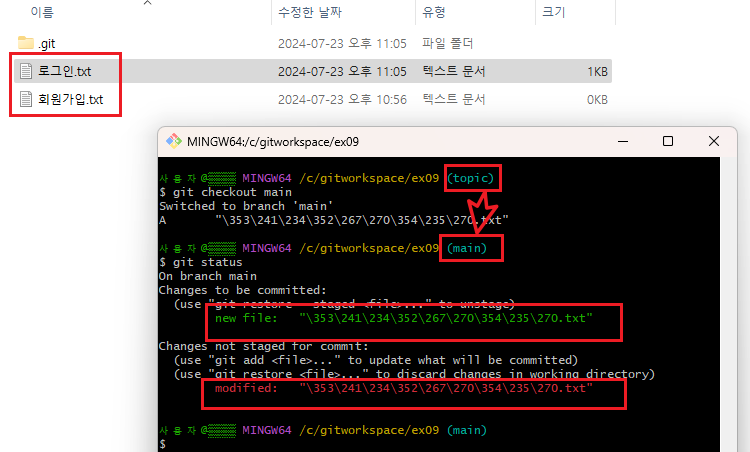 이름 수정한 날짜 유형 크기
.git 2024-07-23 오후 11:05 파일 폴더
로그인.txt 2024-07-23 오후 11:05 텍스트 문서 1KB
회원가입.txt 2024-07-23 오후 10:56 텍스트 문서 0KB
MINGW64:/c/gitworkspace/ex09
사용자@ MINGW64 /c/gitworkspace/ex09 (topic)
$ git checkout main
Switched to branch 'main'
A "\353\241\234\352\267\270\354\235\270.txt"
사용자@ MINGW64 /c/gitworkspace/ex09 (main)
$ git status
On branch main
Changes to be committed:
(use "git restore --staged <file>..." to unstage)
new file: "\353\241\234\352\267\270\354\235\270.txt"
Changes not staged for commit:
(use "git add <file>..." to update what will be committed)
(use "git restore <file>..." to discard changes in working directory)
modified: "\353\241\234\352\267\270\354\235\270.txt"
사용자@ MINGW64 /c/gitworkspace/ex09 (main)
$